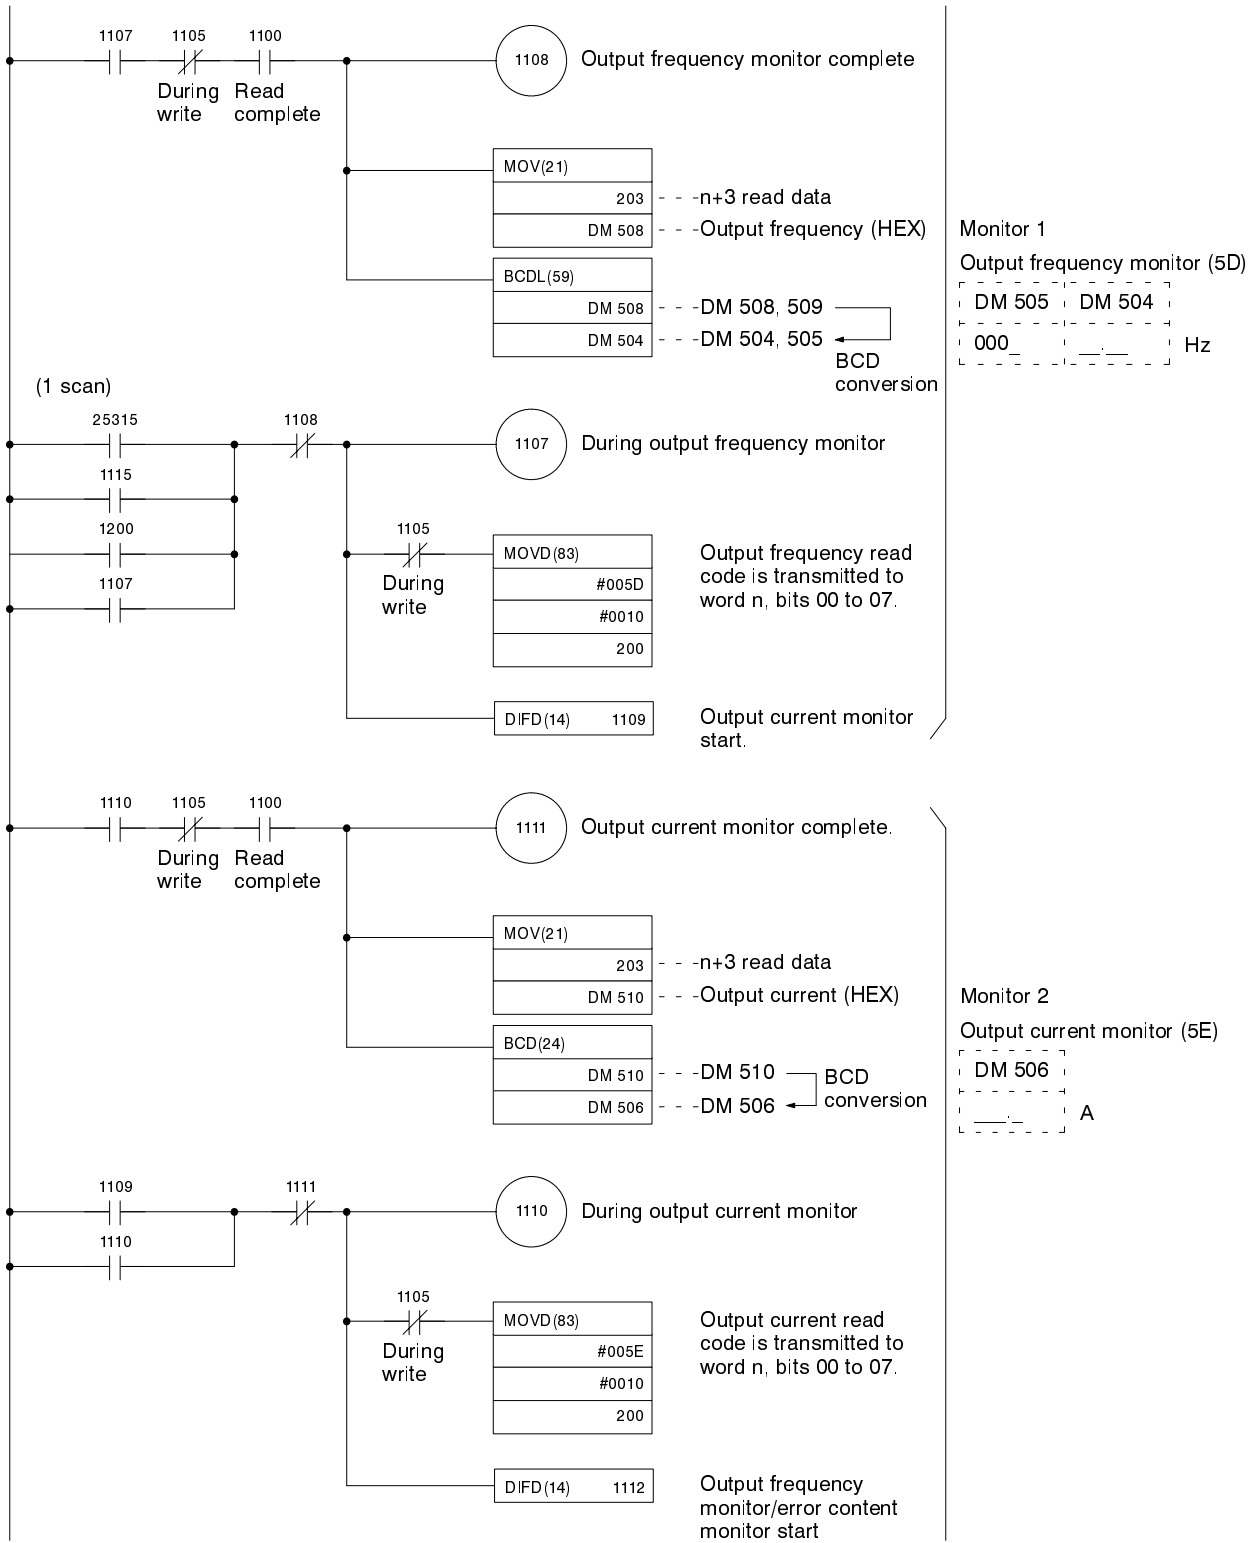 1107 1105 1100
1108 Output frequency monitor complete
During write
Read complete
MOV(21)
203 n+3 read data
DM 508 Output frequency (HEX)
Monitor 1
Output frequency monitor (5D)
BCDL(59)
DM 508 DM 508, 509
DM 504 DM 504, 505
BCD
conversion
DM 505 DM 504
000_ __.__ Hz
(1 scan)
25315 1108
1107 During output frequency monitor
1115
1200
1107
1105
During
write
MOVD(83)
#005D
#0010
200
Output frequency read
code is transmitted to
word n, bits 00 to 07.
DIFD(14) 1109
Output current monitor
start.
1110 1105 1100
1111 Output current monitor complete.
During write
Read complete
MOV(21)
203 n+3 read data
DM 510 Output current (HEX)
Monitor 2
Output current monitor (5E)
BCD(24)
DM 510 DM 510
DM 506 DM 506
BCD
conversion
DM 506
___._ A
1109 1111
1110 During output current monitor
1110
1105
During
write
MOVD(83)
#005E
#0010
200
Output current read
code is transmitted to
word n, bits 00 to 07.
DIFD(14) 1112
Output frequency
monitor/error content
monitor start